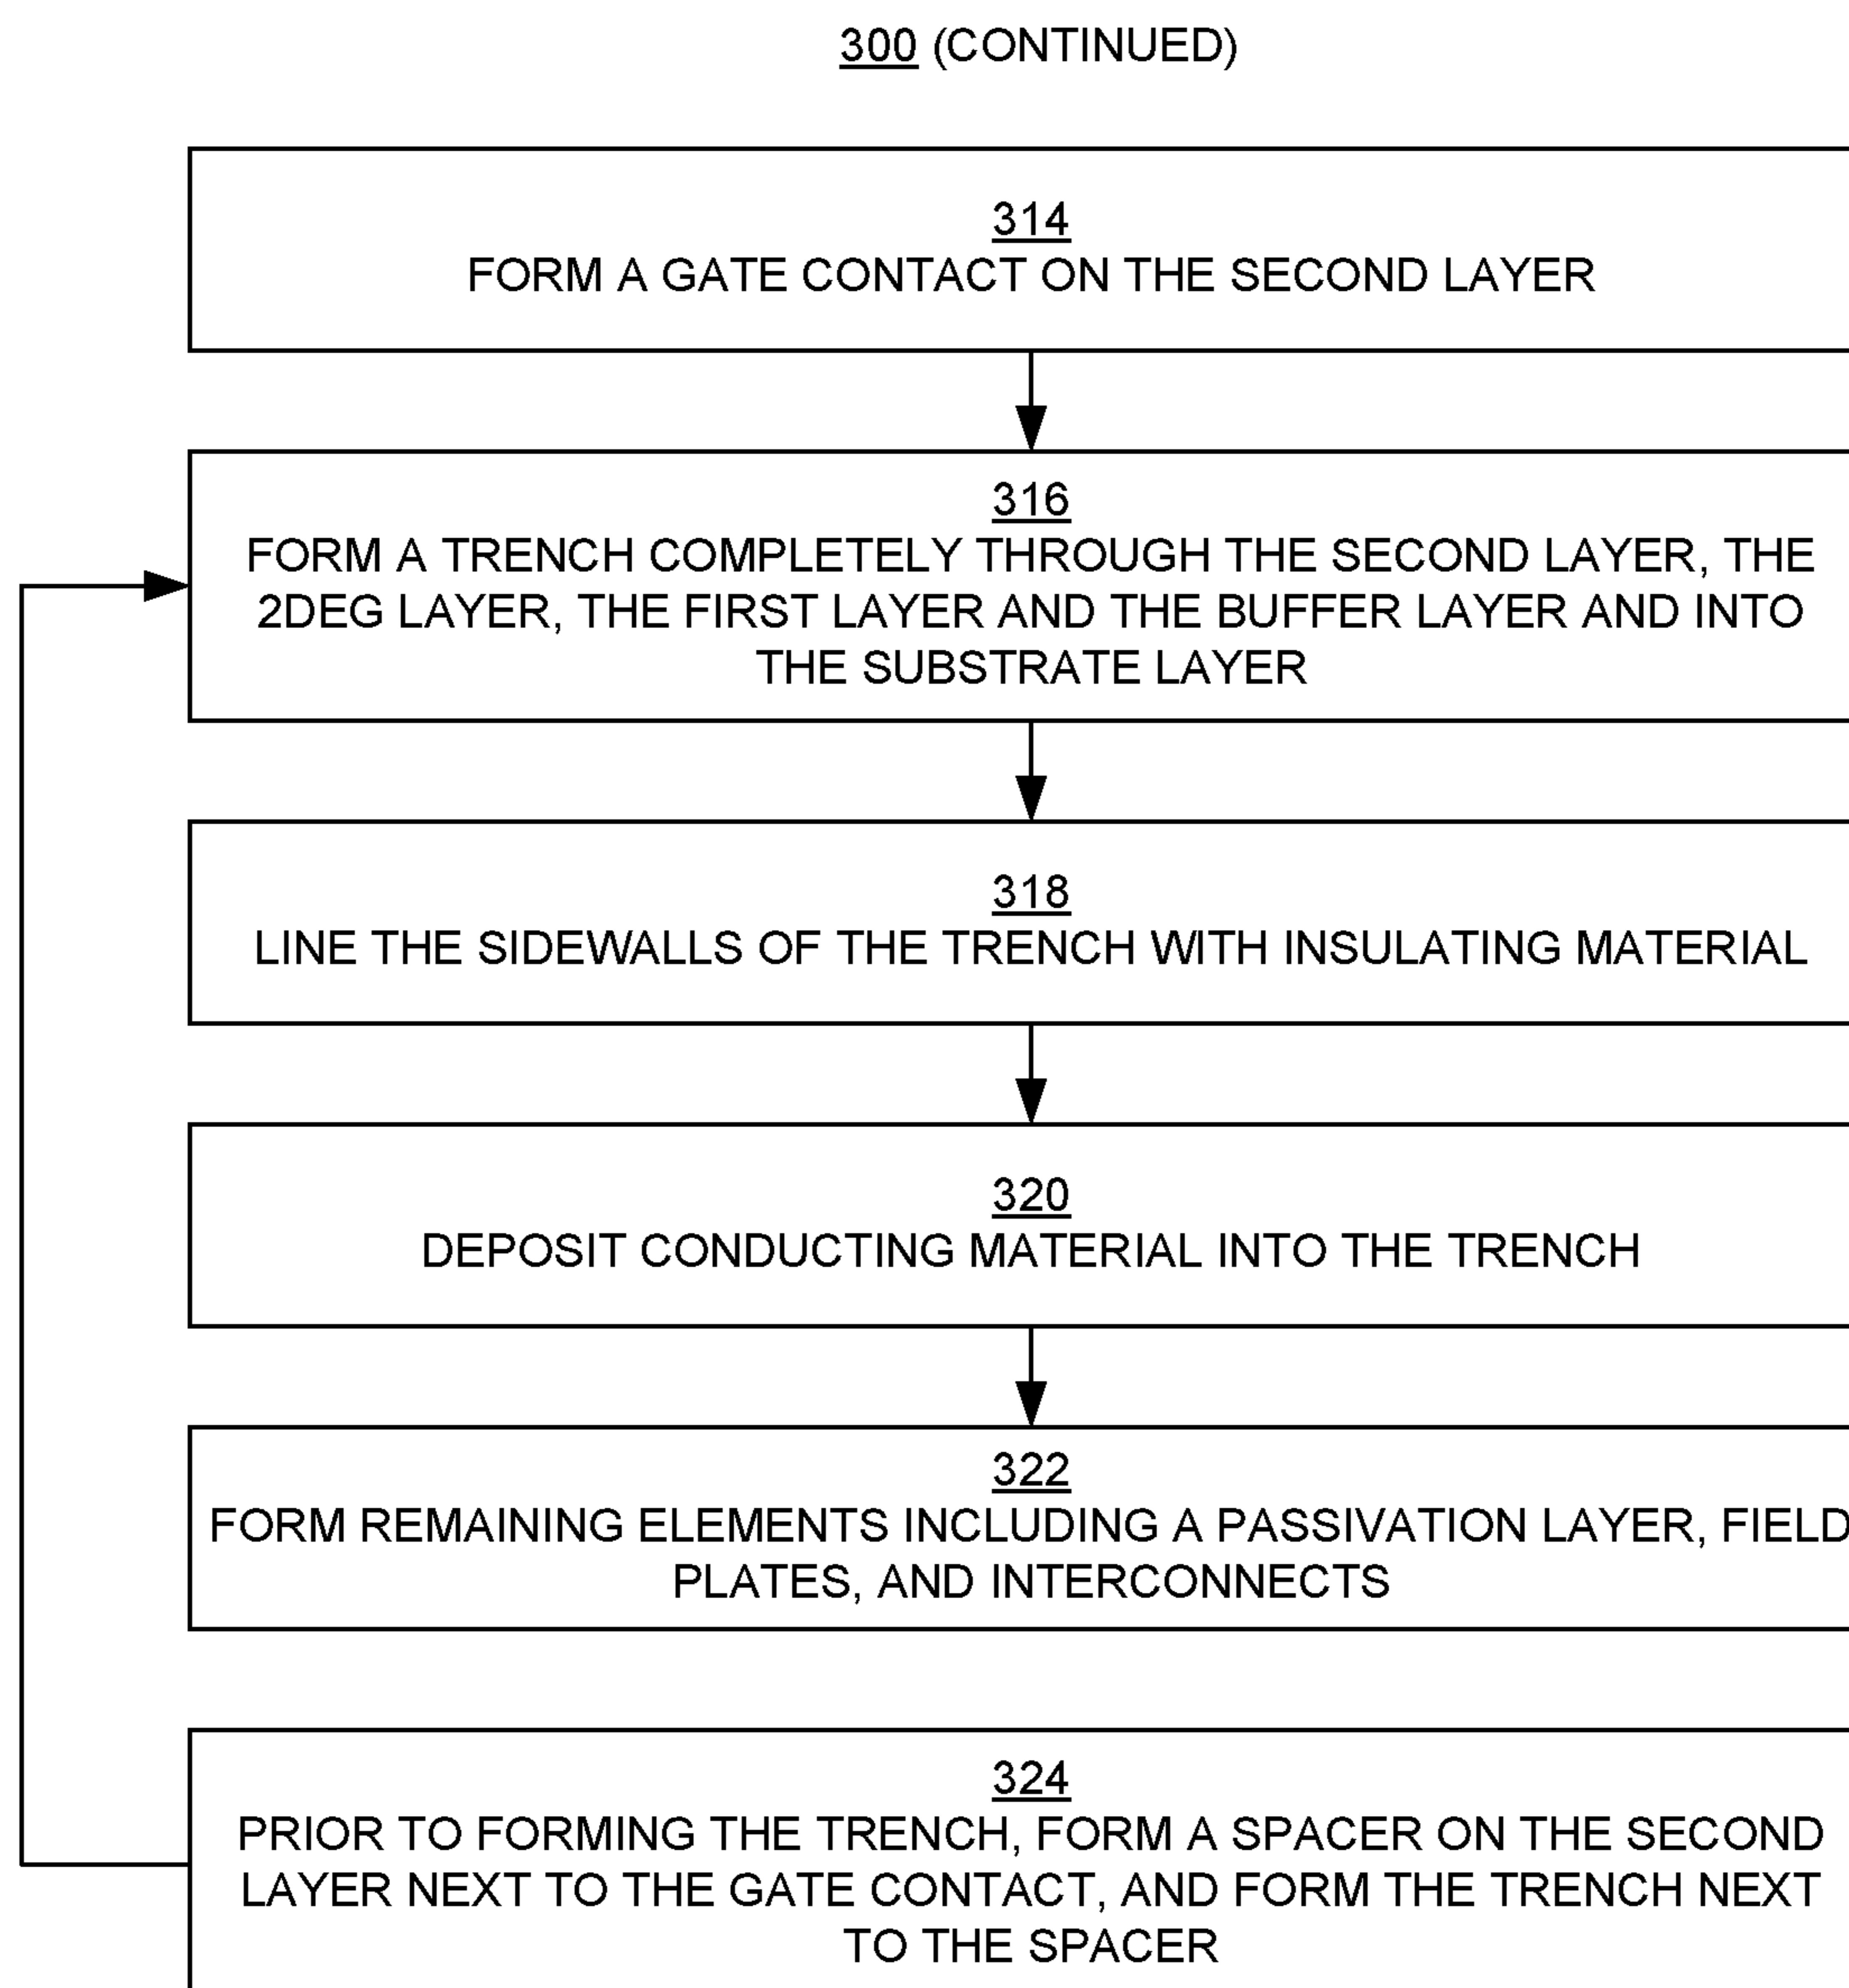 300 (CONTINUED)
314
FORM A GATE CONTACT ON THE SECOND LAYER
316
FORM A TRENCH COMPLETELY THROUGH THE SECOND LAYER, THE
2DEG LAYER, THE FIRST LAYER AND THE BUFFER LAYER AND INTO
THE SUBSTRATE LAYER
318
LINE THE SIDEWALLS OF THE TRENCH WITH INSULATING MATERIAL
320
DEPOSIT CONDUCTING MATERIAL INTO THE TRENCH
322
FORM REMAINING ELEMENTS INCLUDING A PASSIVATION LAYER, FIELD
PLATES, AND INTERCONNECTS
324
PRIOR TO FORMING THE TRENCH, FORM A SPACER ON THE SECOND
LAYER NEXT TO THE GATE CONTACT, AND FORM THE TRENCH NEXT
TO THE SPACER